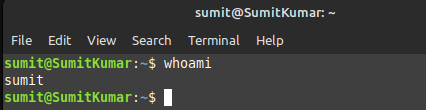 sumit@SumitKumar: ~
File Edit View Search Terminal Help
sumit@SumitKumar:~$ whoami
sumit
sumit@SumitKumar:~$